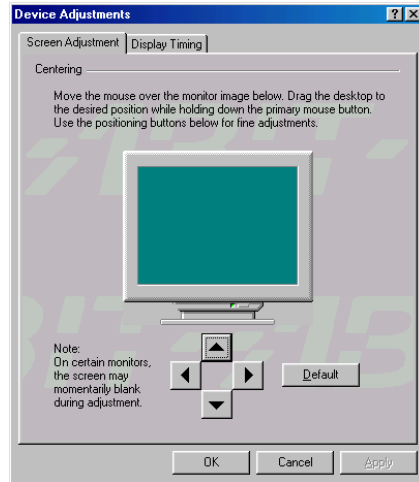 Device Adjustments
Screen Adjustment Display Timing
Centering
Move the mouse over the monitor image below. Drag the desktop to
the desired position while holding down the primary mouse button.
Use the positioning buttons below for fine adjustments.
Note:
On certain monitors,
the screen may
momentarily blank
during adjustment.
Default
OK Cancel Apply